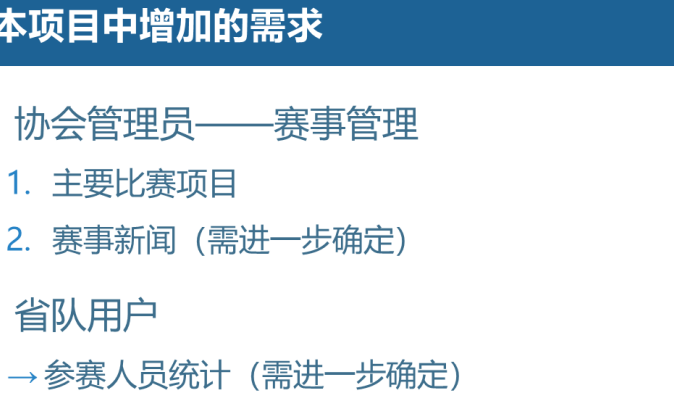 本项目中增加的需求
协会管理员——赛事管理
1. 主要比赛项目
2. 赛事新闻（需进一步确定）
省队用户
→参赛人员统计（需进一步确定）